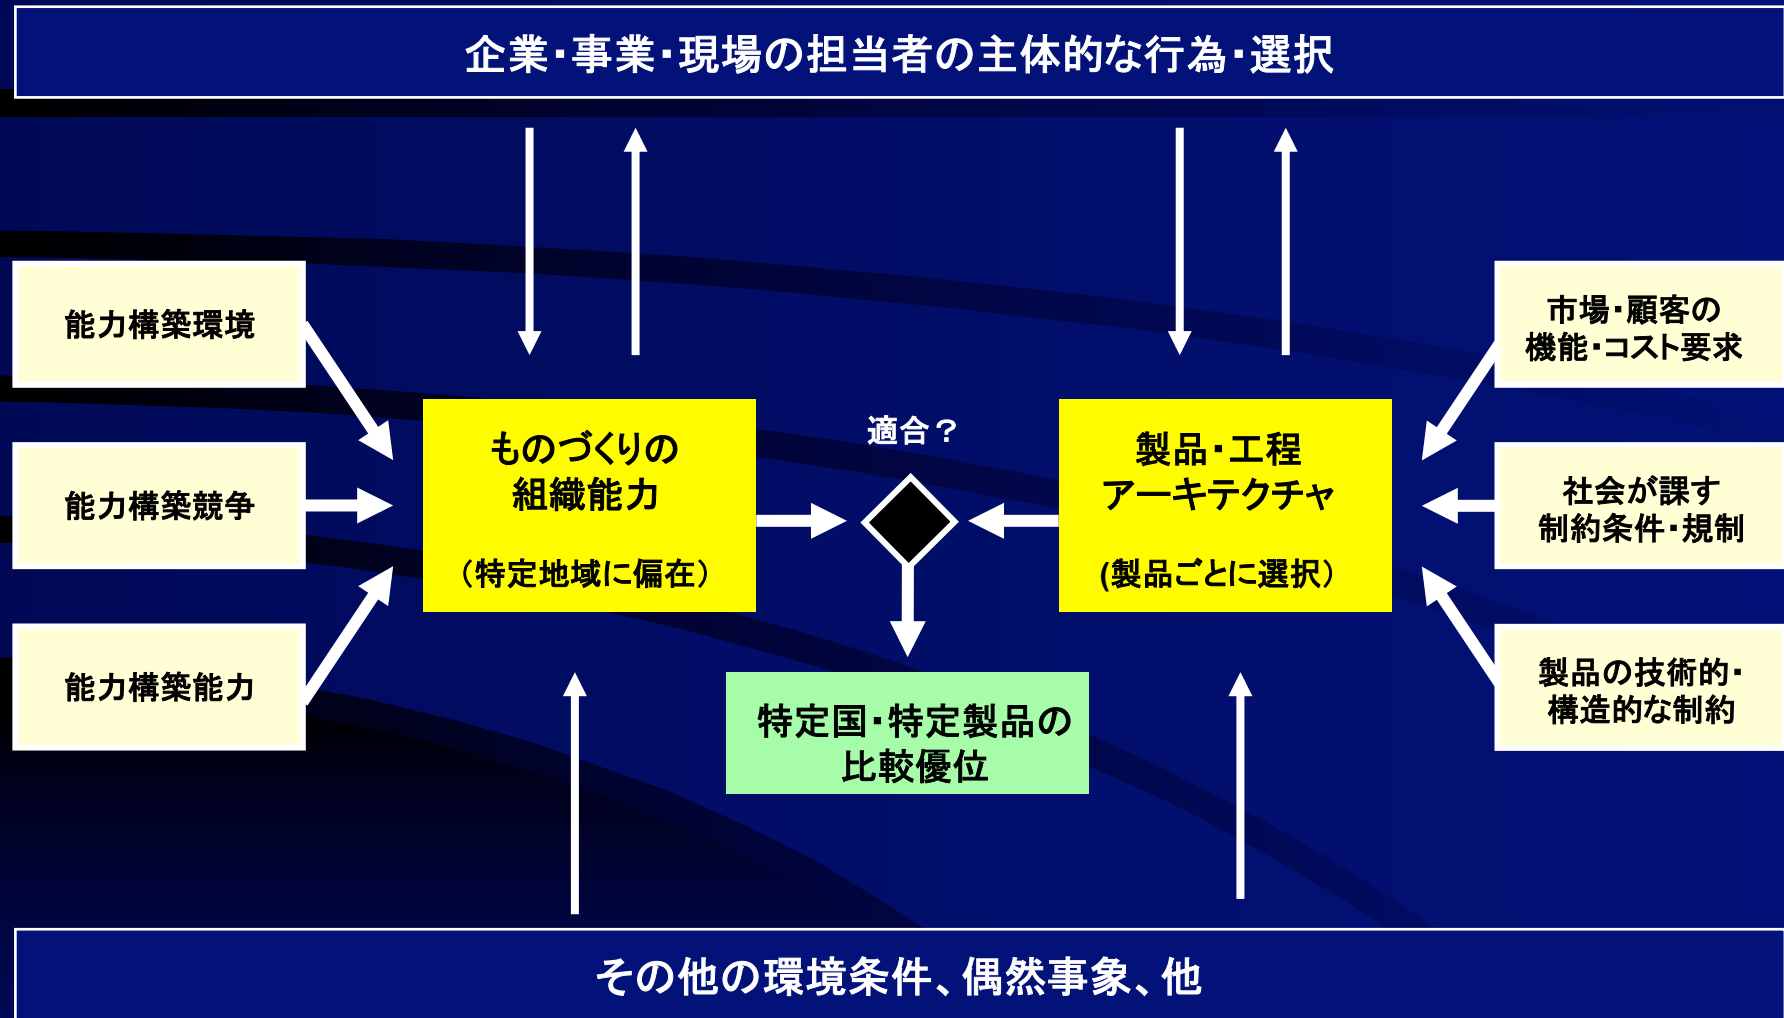 企業・事業・現場の担当者の主体的な行為・選択
能力構築環境
能力構築競争
能力構築能力
ものづくりの
組織能力
（特定地域に偏在）
適合？
製品・工程
アーキテクチャ
(製品ごとに選択）
市場・顧客の
機能・コスト要求
社会が課す
制約条件・規制
製品の技術的・
構造的な制約
特定国・特定製品の
比較優位
その他の環境条件、偶然事象、他